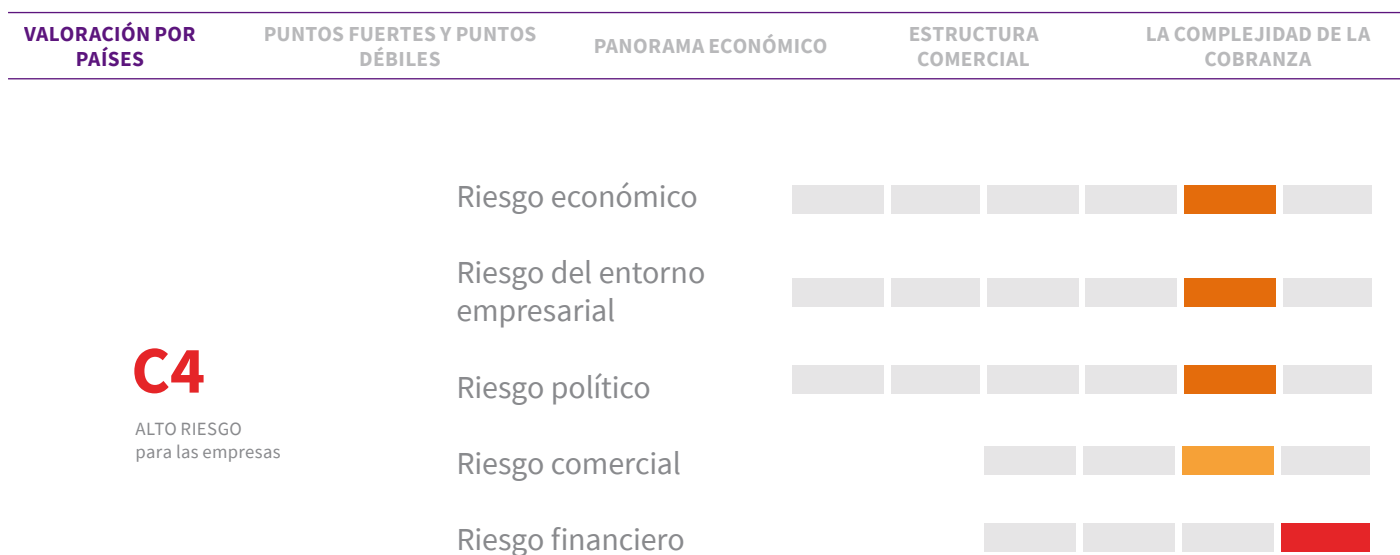 VALORACIÓN POR
PAÍSES
PUNTOS FUERTES Y PUNTOS
DÉBILES
PANORAMA ECONÓMICO
ESTRUCTURA
COMERCIAL
LA COMPLEJIDAD DE LA
COBRANZA
Riesgo económico
Riesgo del entorno
empresarial
C4
ALTO RIESGO
para las empresas
Riesgo político
Riesgo comercial
Riesgo financiero